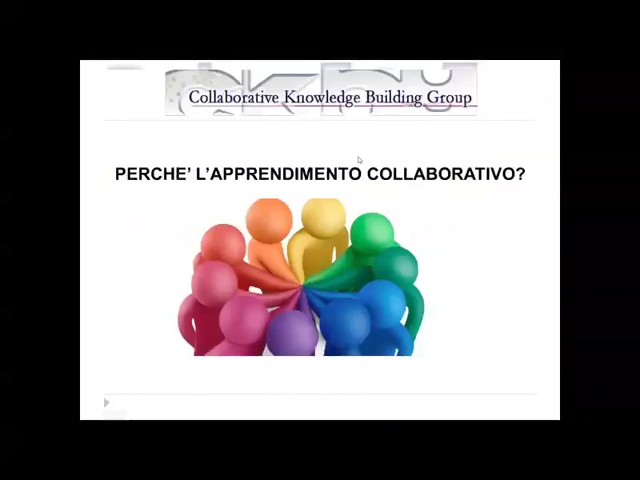 Collaborative Knowledge Building Group
PERCHE’ L’APPRENDIMENTO COLLABORATIVO?